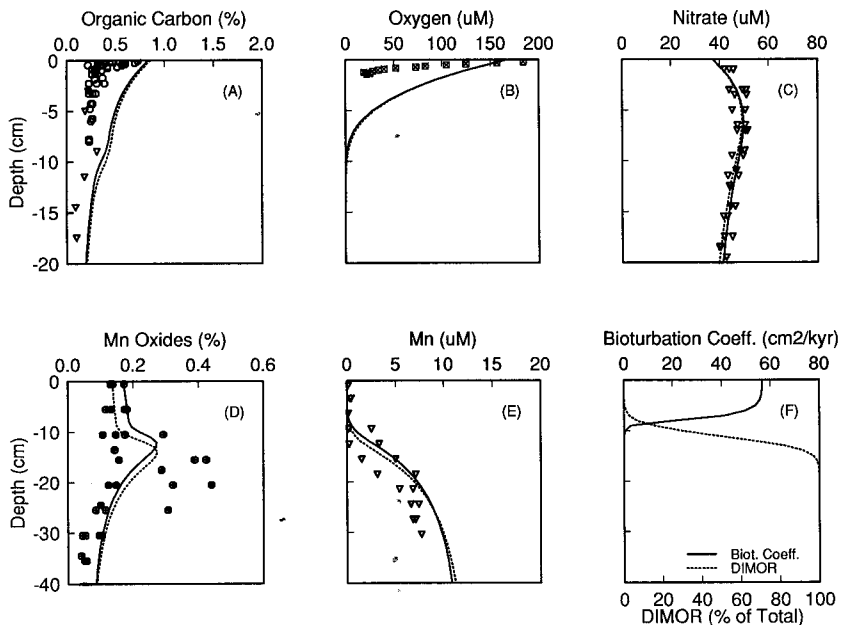 Organic Carbon (%)
0.0 0.5 1.0 1.5 2.0
Oxygen (uM)
0 50 100 150 200
Nitrate (uM)
0 20 40 60 80
0
-5
-10
-15
-20
Depth (cm)
(A)
(B)
(C)
Mn Oxides (%)
0.0 0.2 0.4 0.6
Mn (uM)
0 5 10 15 20
Bioturbation Coeff. (cm2/kyr)
0 20 40 60 80
0
-10
-20
-30
-40
Depth (cm)
(D)
(E)
(F)
Biot. Coeff.
DIMOR
0 20 40 60 80 100
DIMOR (% of Total)